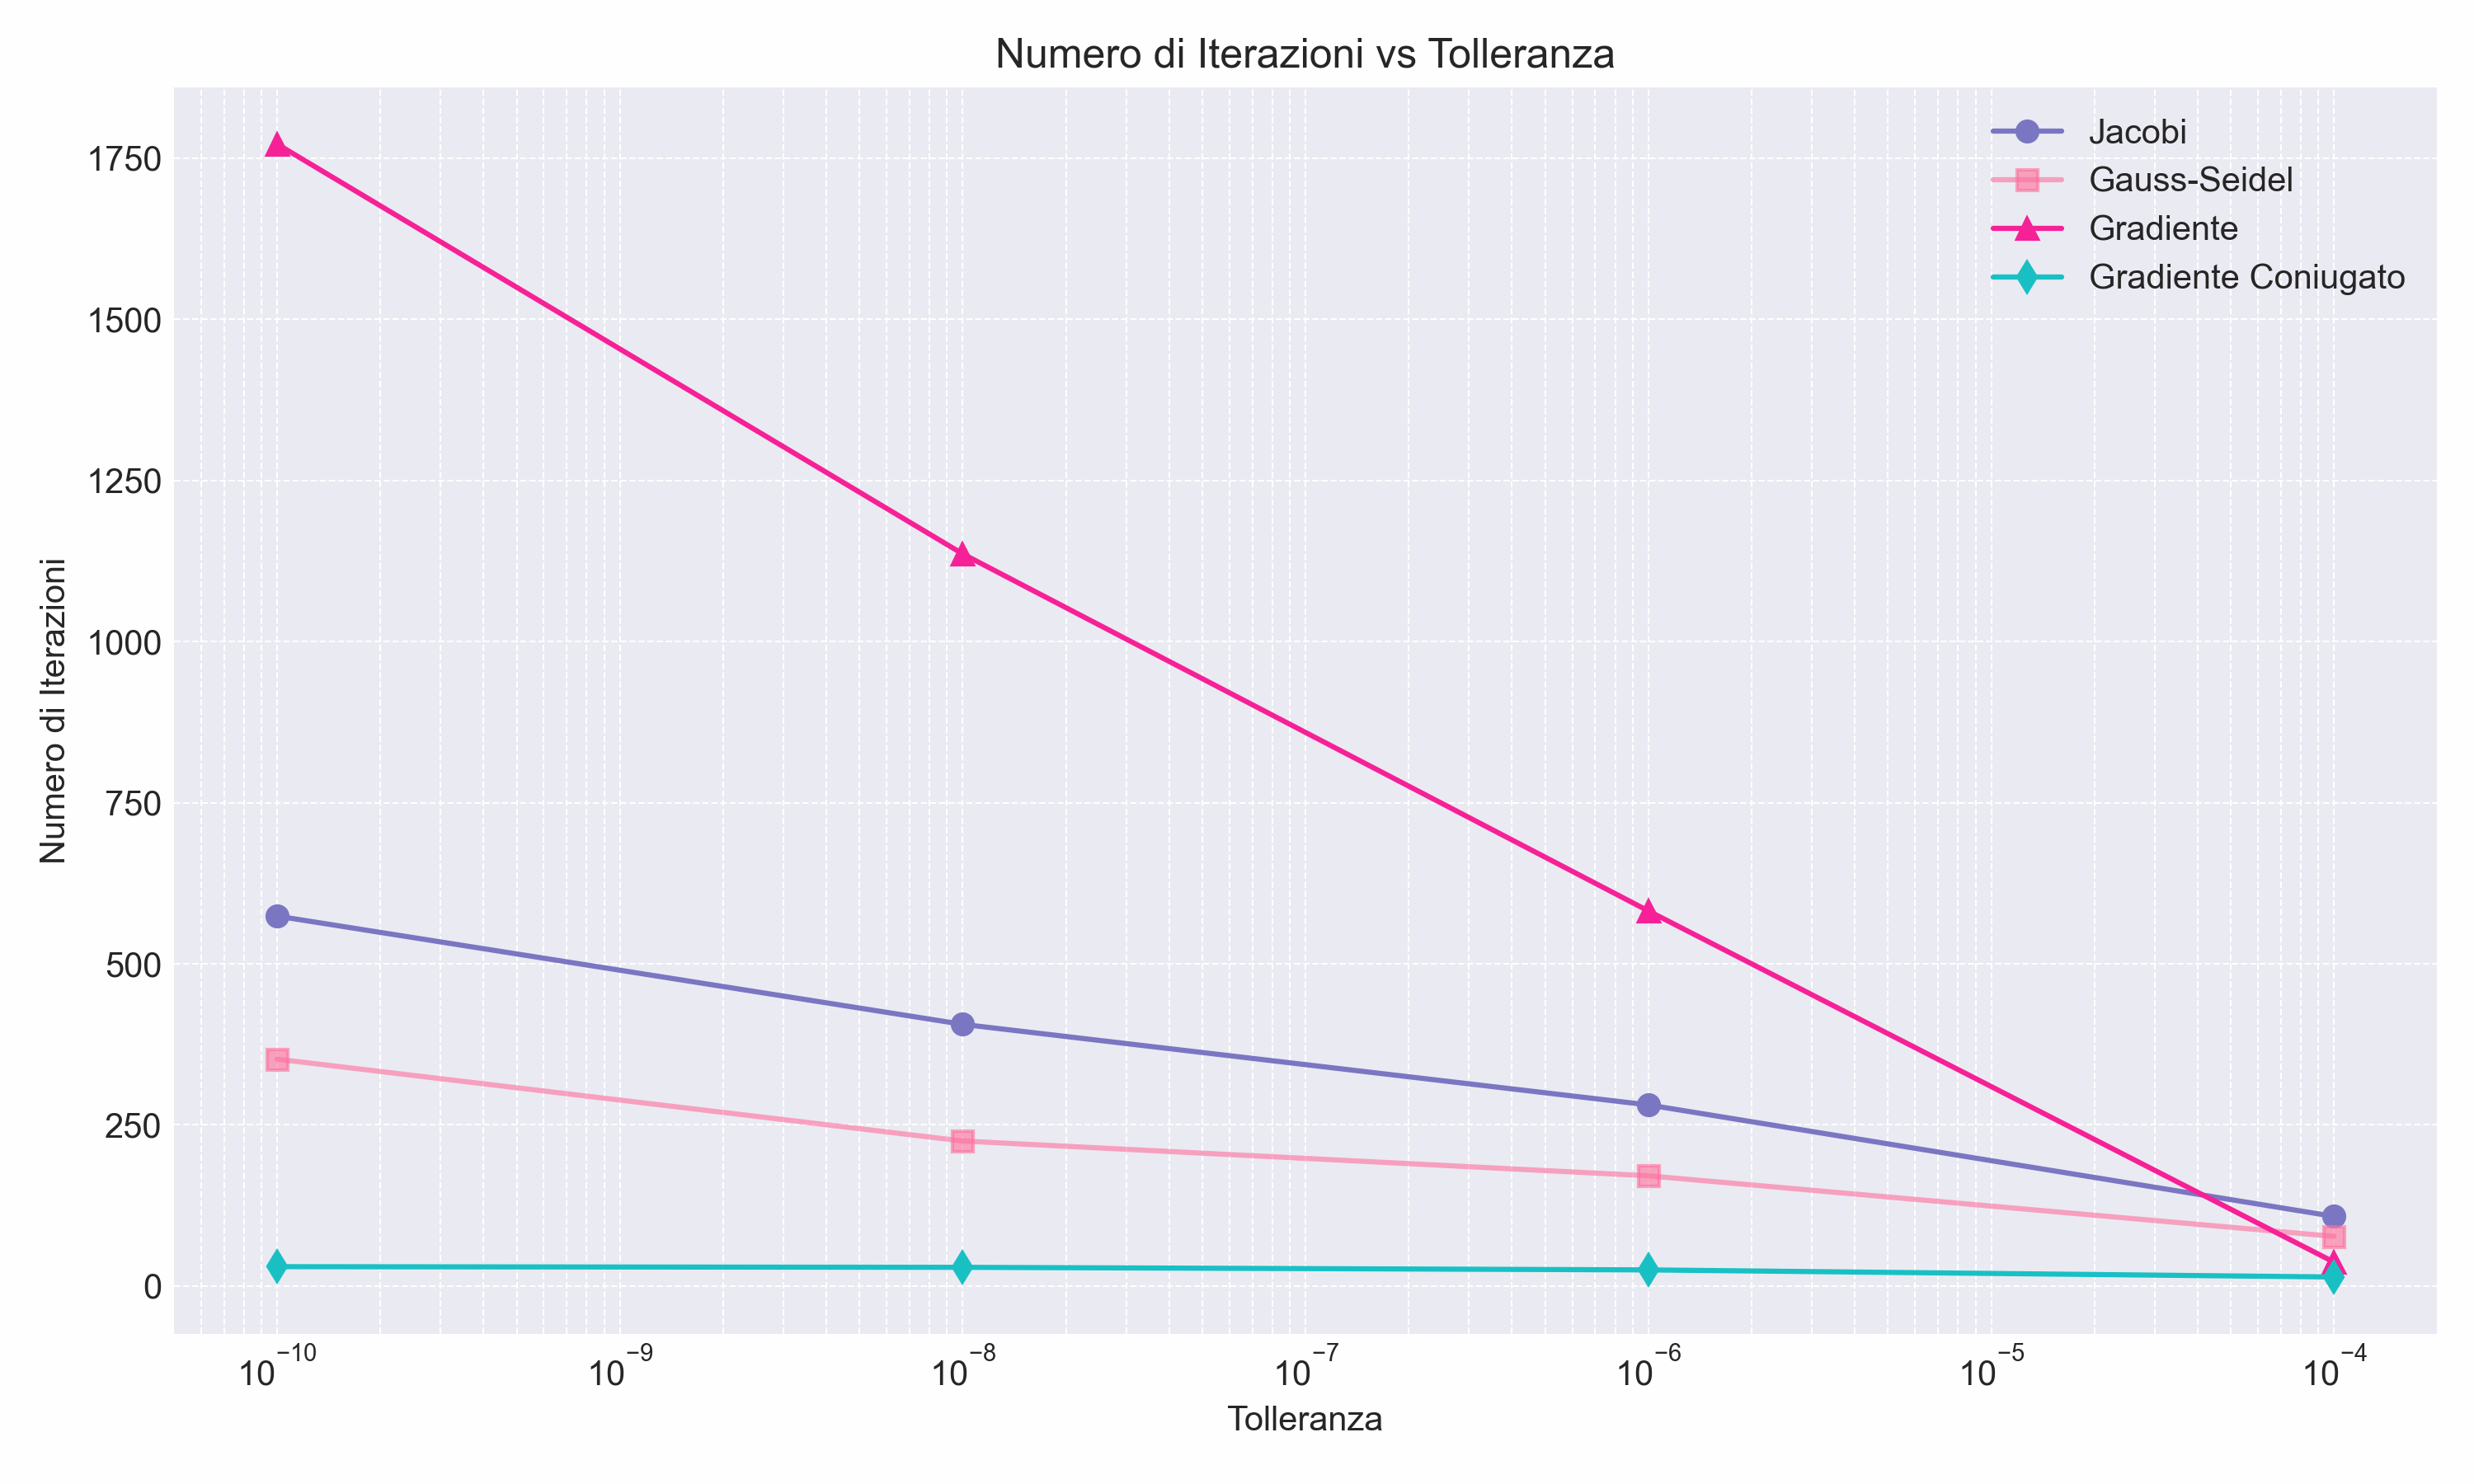 Numero di Iterazioni vs Tolleranza
Jacobi
Gauss-Seidel
Gradiente
Gradiente Coniugato
Numero di Iterazioni
1750
1500
1250
1000
750
500
250
0
10⁻¹⁰ 10⁻⁹ 10⁻⁸ 10⁻⁷ 10⁻⁶ 10⁻⁵ 10⁻⁴
Tolleranza